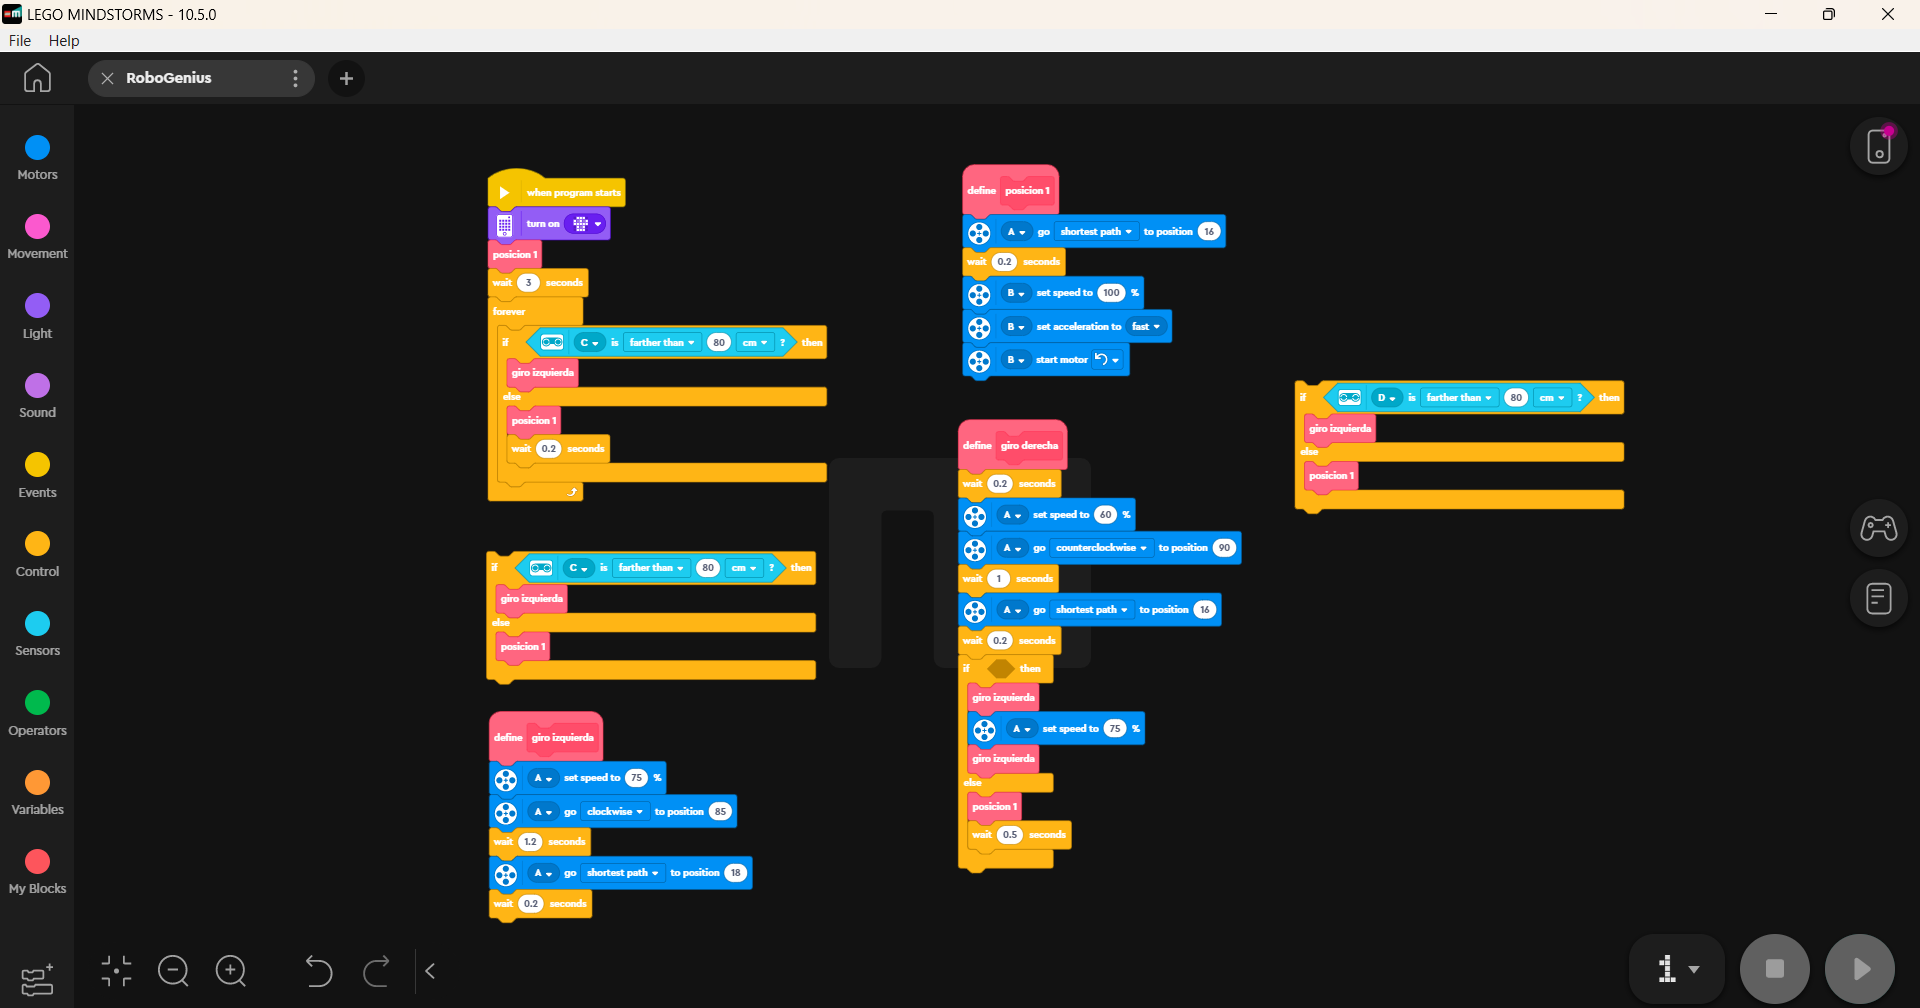 LEGO MINDSTORMS - 10.5.0
File Help
RoboGenius
Motors
Movement
Light
Sound
Events
Control
Sensors
Operators
Variables
My Blocks
when program starts
turn on
posicion 1
wait 3 seconds
forever
if C is farther than 80 cm ? then
giro izquierda
else
posicion 1
wait 0.2 seconds
if C is farther than 80 cm ? then
giro izquierda
else
posicion 1
define giro izquierda
A set speed to 75 %
A go clockwise to position 85
wait 1.2 seconds
A go shortest path to position 18
wait 0.2 seconds
define posicion 1
A go shortest path to position 16
wait 0.2 seconds
B set speed to 100 %
B set acceleration to fast
B start motor
define giro derecha
wait 0.2 seconds
A set speed to 60 %
A go counterclockwise to position 90
wait 1 seconds
A go shortest path to position 16
wait 0.2 seconds
if then
giro izquierda
A set speed to 75 %
giro izquierda
else
posicion 1
wait 0.5 seconds
if D is farther than 80 cm ? then
giro izquierda
else
posicion 1
1